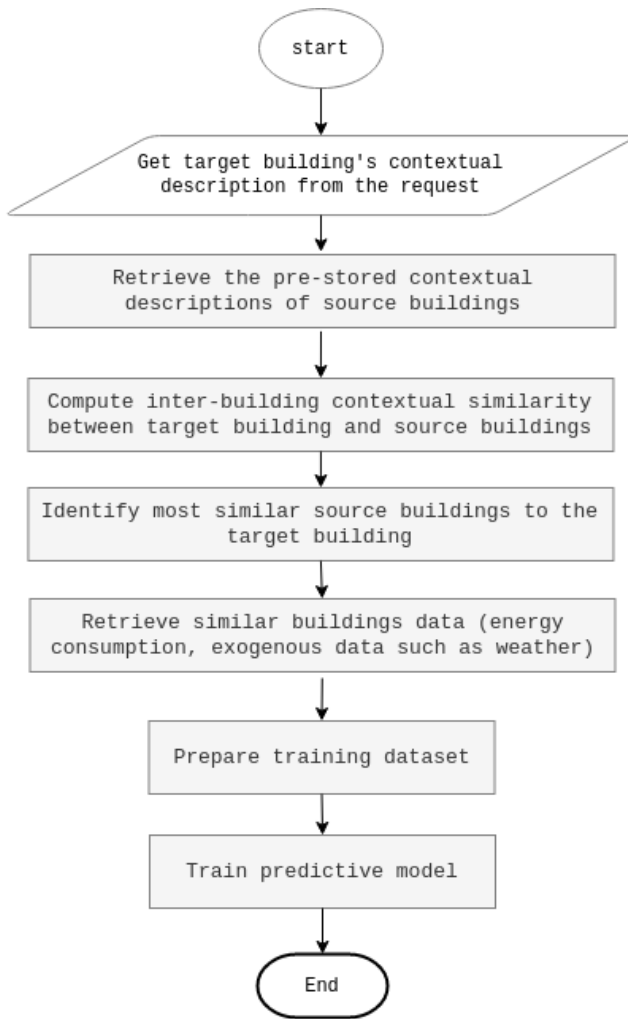 start
Get target building's contextual
description from the request
Retrieve the pre-stored contextual
descriptions of source buildings
Compute inter-building contextual similarity
between target building and source buildings
Identify most similar source buildings to the
target building
Retrieve similar buildings data (energy
consumption, exogenous data such as weather)
Prepare training dataset
Train predictive model
End